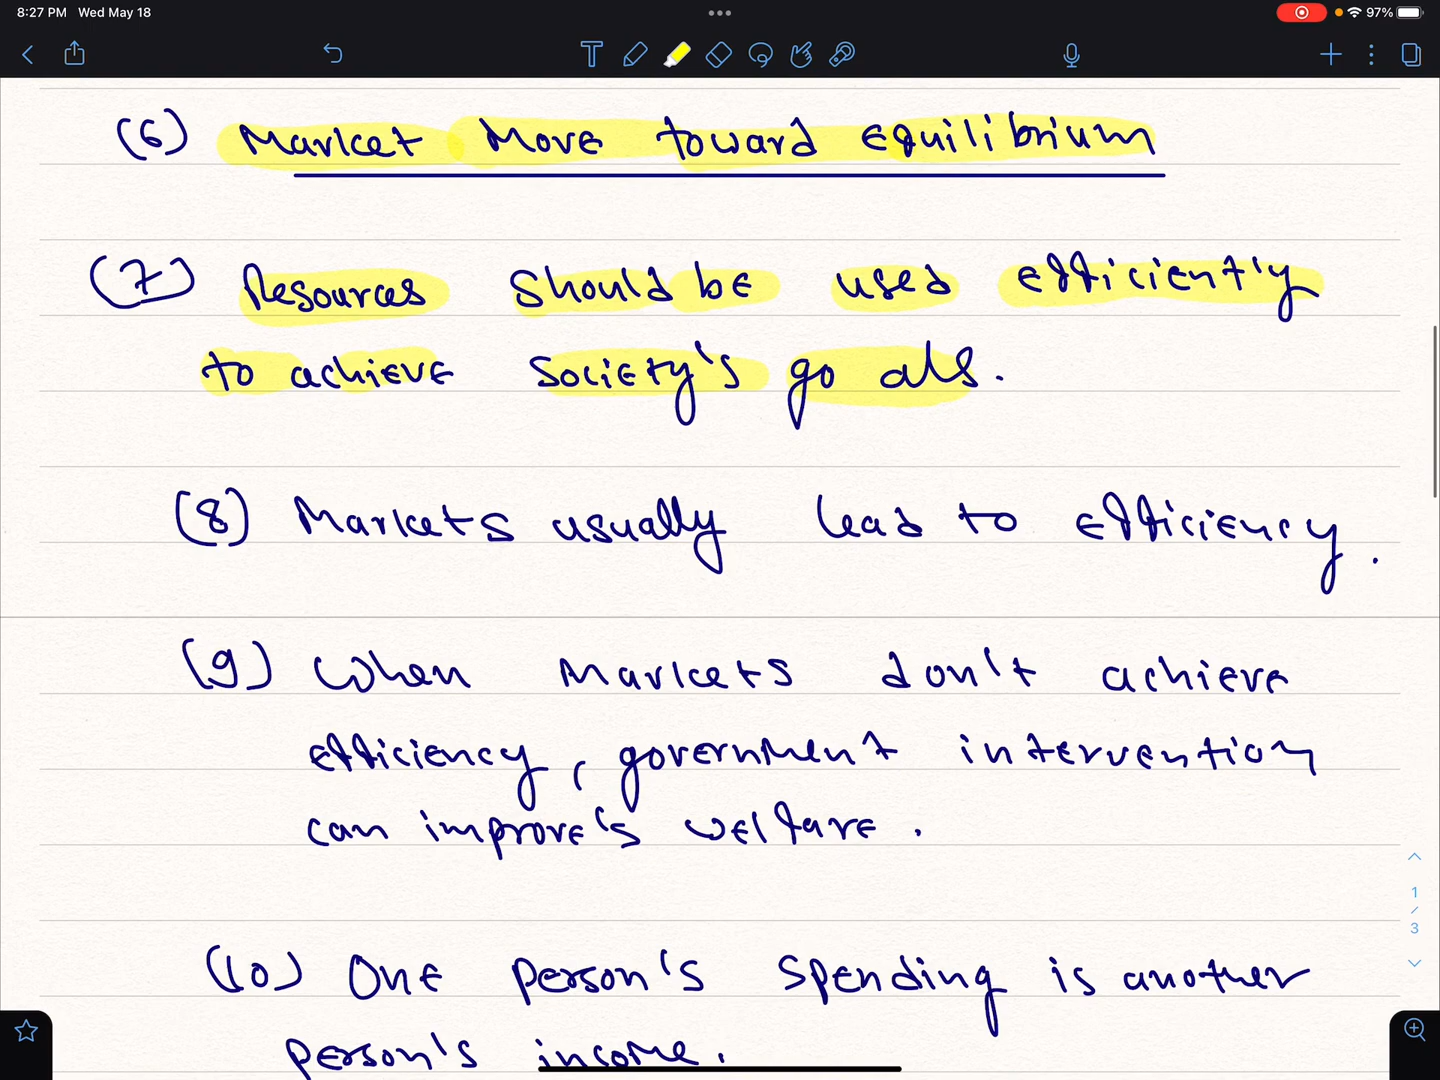 8:27 PM Wed May 18
97%
(6) Market Move toward Equilibrium
(7) Resources should be used efficiently
to achieve society's go als.
(8) Markets usually lead to efficiency.
(9) When Markets don't achieve
efficiency, government intervention
can improve's welfare.
1
/
3
(10) One person's spending is another
person's income.